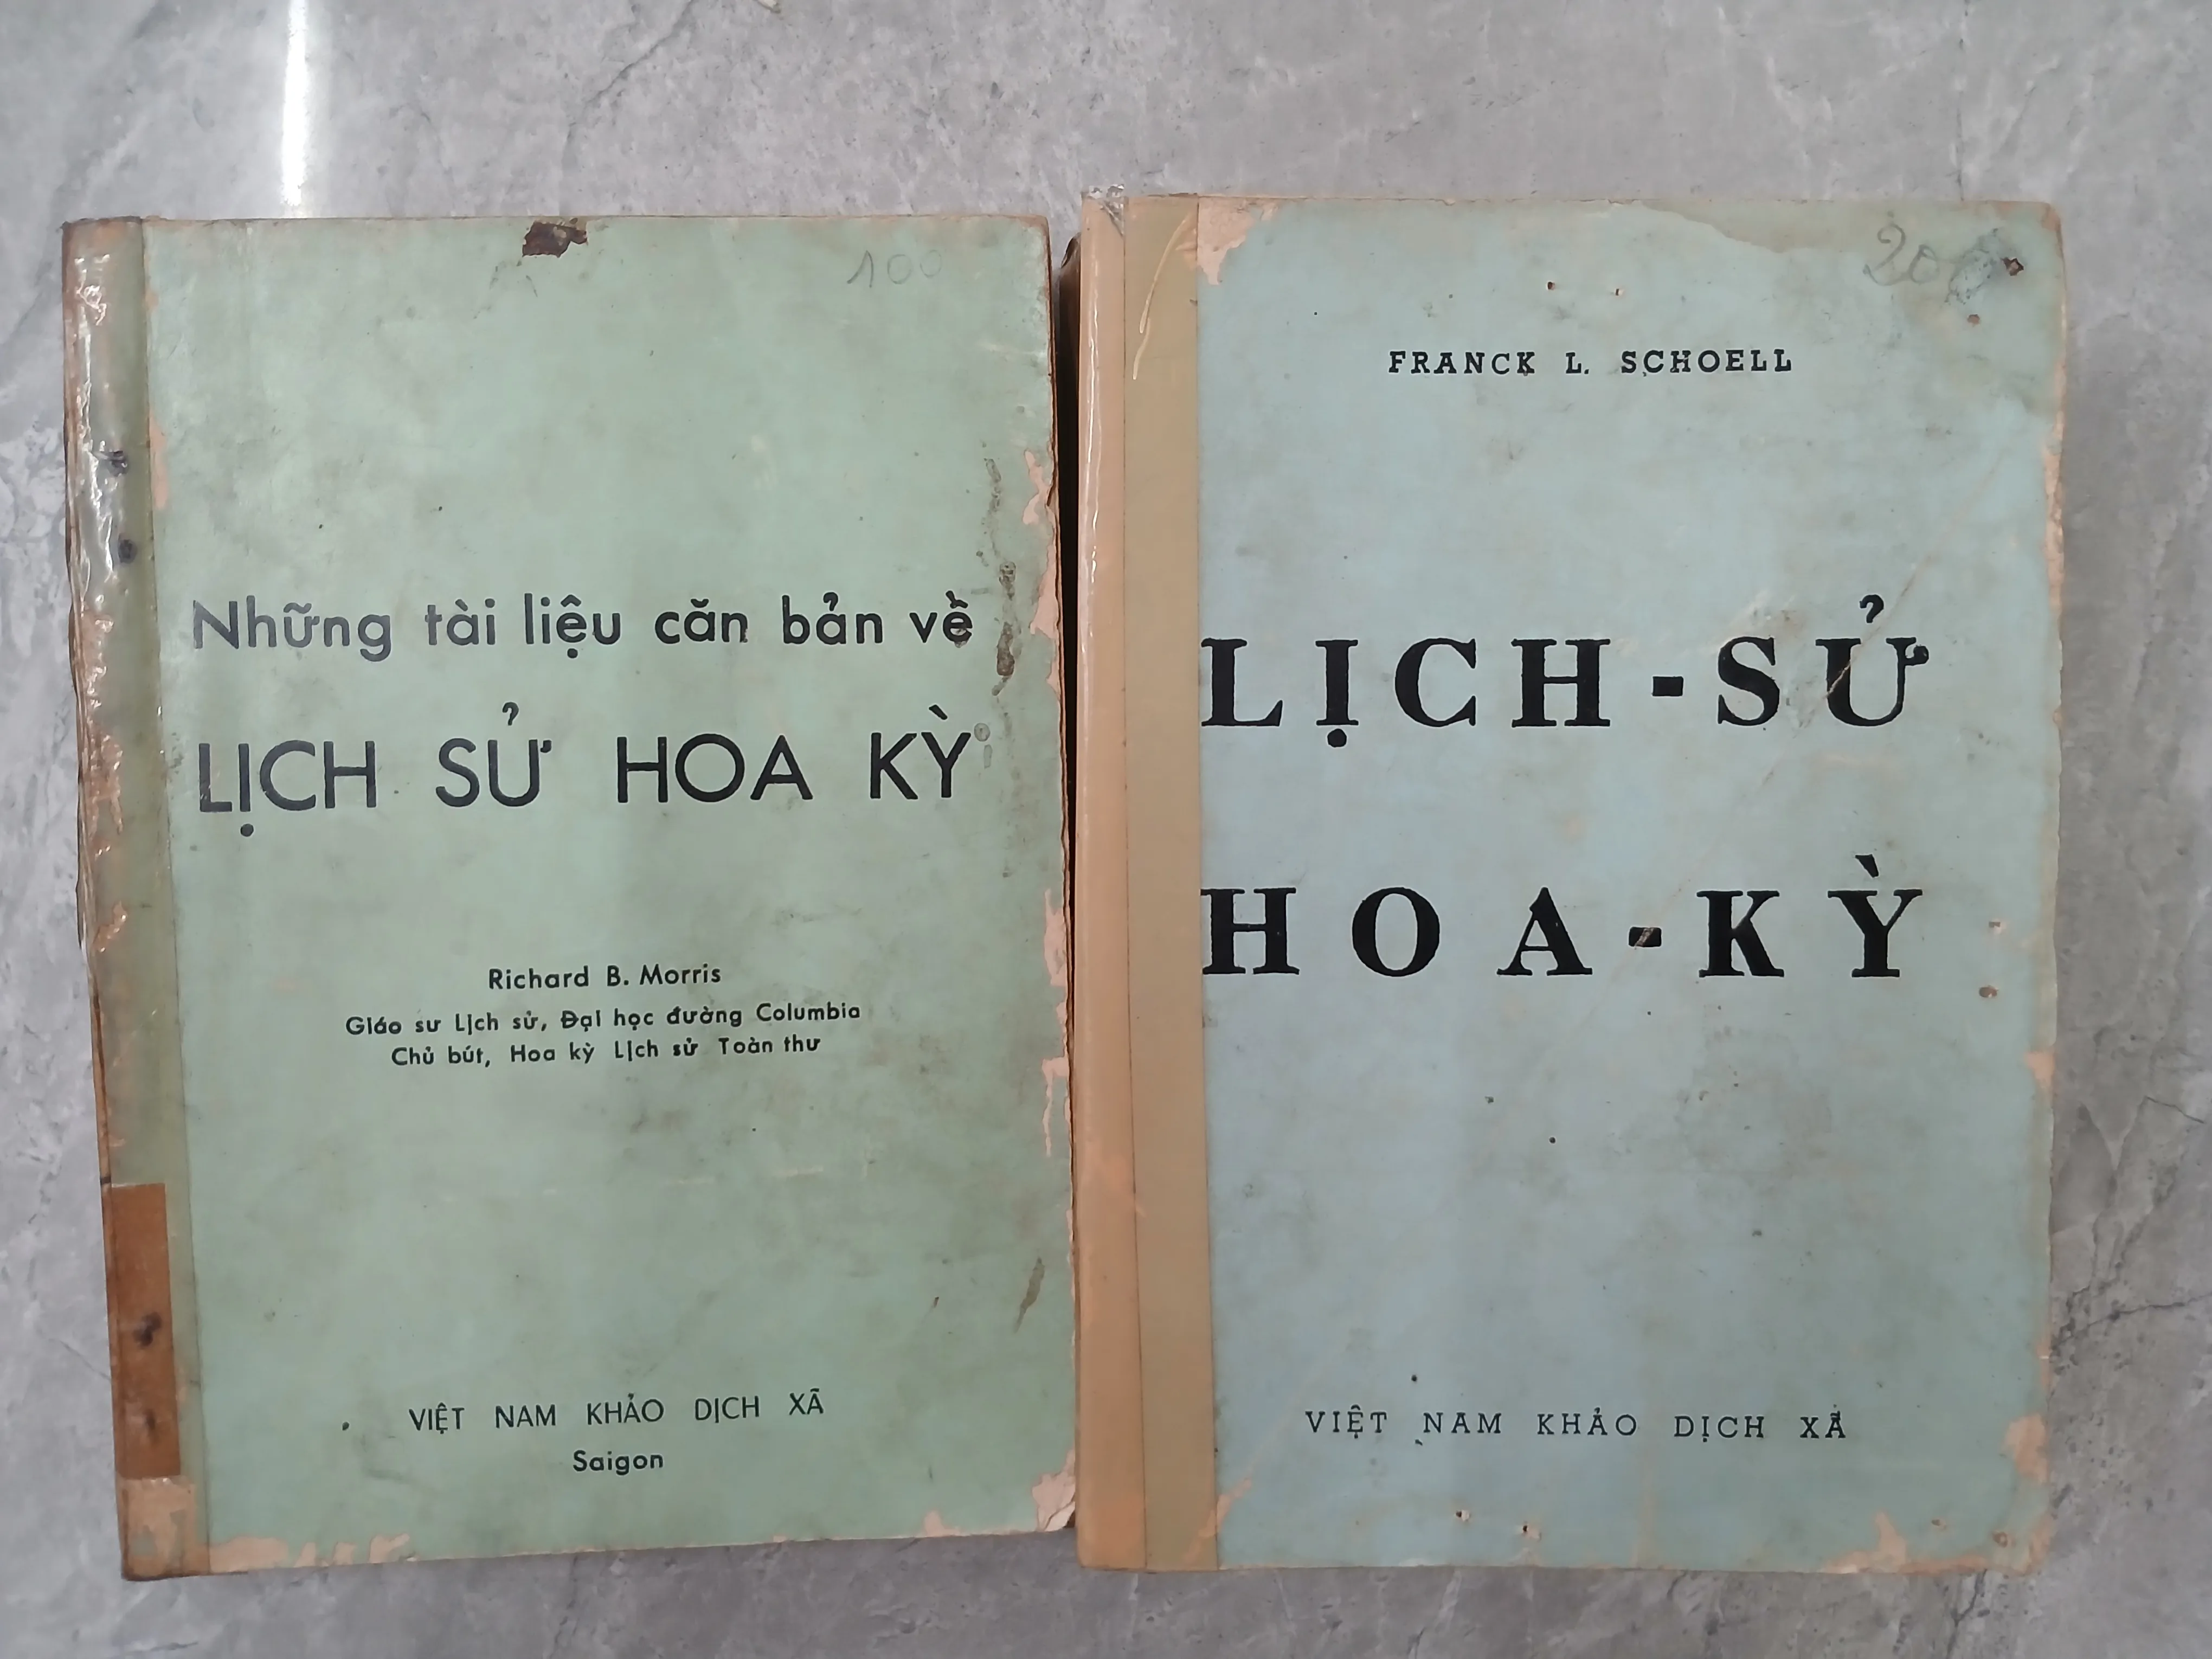 100
Những tài liệu căn bản về
LỊCH SỬ HOA KỲ
Richard B. Morris
Giáo sư Lịch sử, Đại học đường Columbia
Chủ bút, Hoa kỳ Lịch sử Toàn thư
VIỆT NAM KHẢO DỊCH XÃ
Saigon
FRANCK L. SCHOELL
LỊCH-SỬ
HOA-KỲ
VIỆT NAM KHẢO DỊCH XÃ